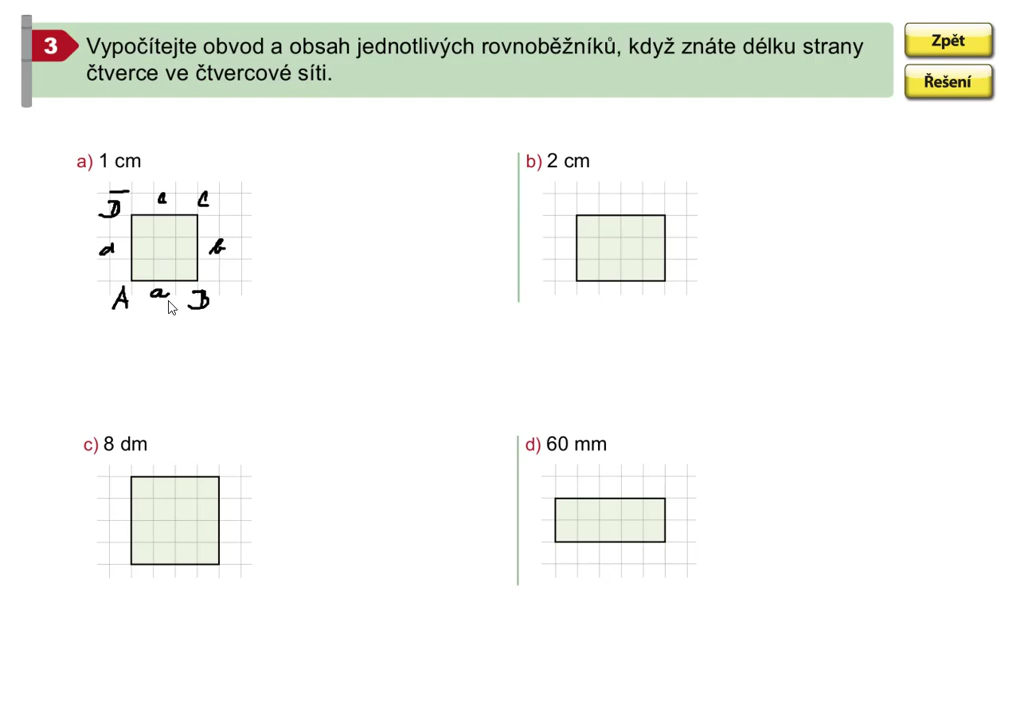 3 Vypočítejte obvod a obsah jednotlivých rovnoběžníků, když znáte délku strany
čtverce ve čtvercové síti.
Zpět
Řešení
a) 1 cm
D c C
d b
A a B
b) 2 cm
c) 8 dm
d) 60 mm